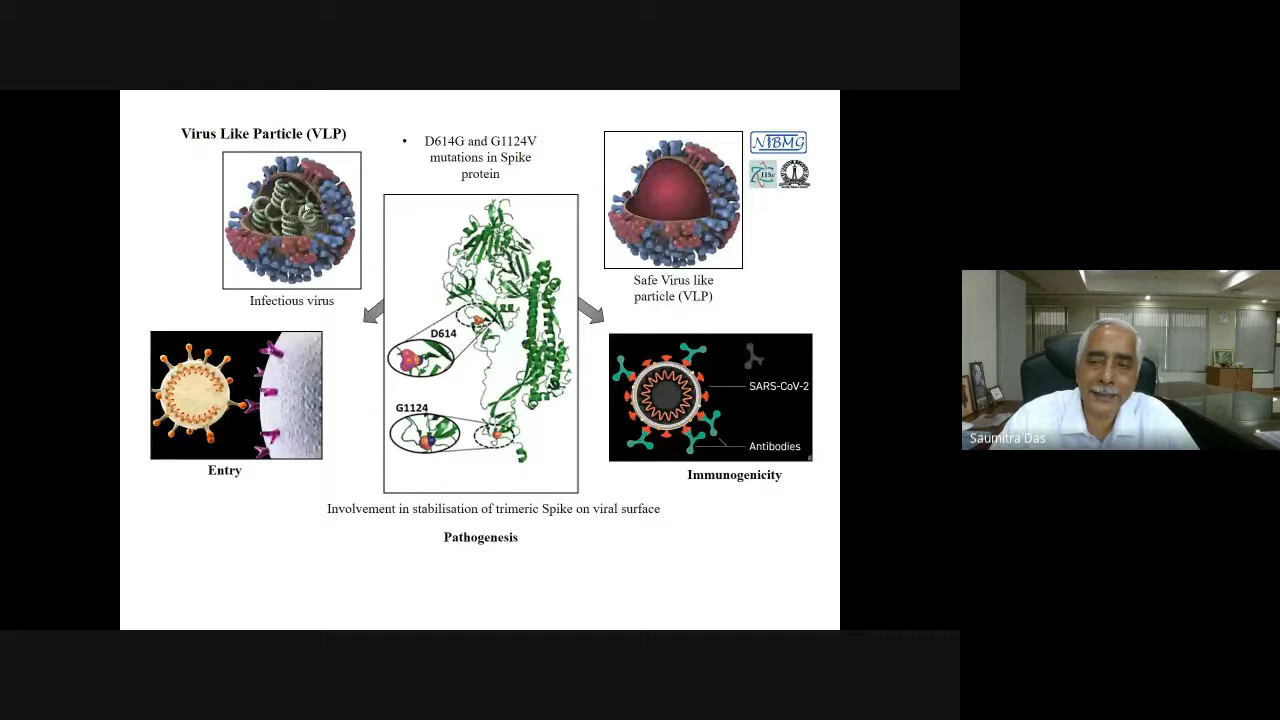 Virus Like Particle (VLP)
• D614G and G1124V
mutations in Spike
protein
NIBMG
IISc
Infectious virus
Safe Virus like
particle (VLP)
D614
G1124
SARS-CoV-2
Antibodies
Entry
Immunogenicity
Involvement in stabilisation of trimeric Spike on viral surface
Pathogenesis
Saumitra Das